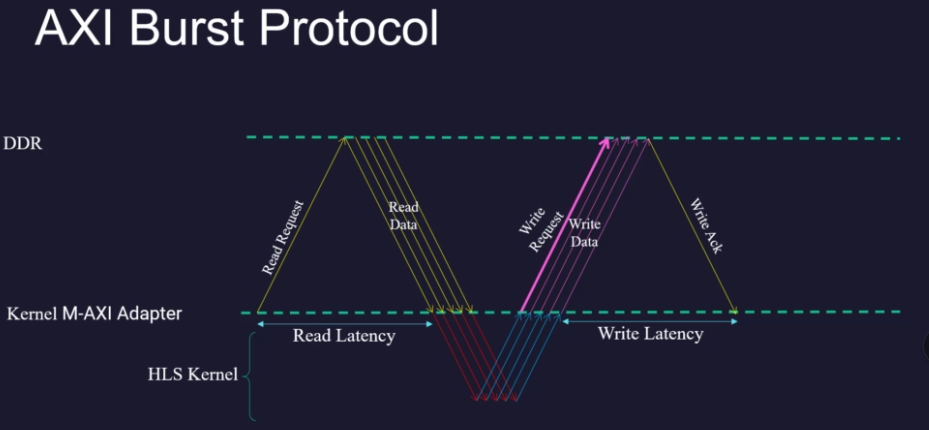 AXI Burst Protocol
DDR
Read Request
Read
Data
Write
Request
Write
Data
Write Ack
Kernel M-AXI Adapter
Read Latency
Write Latency
HLS Kernel